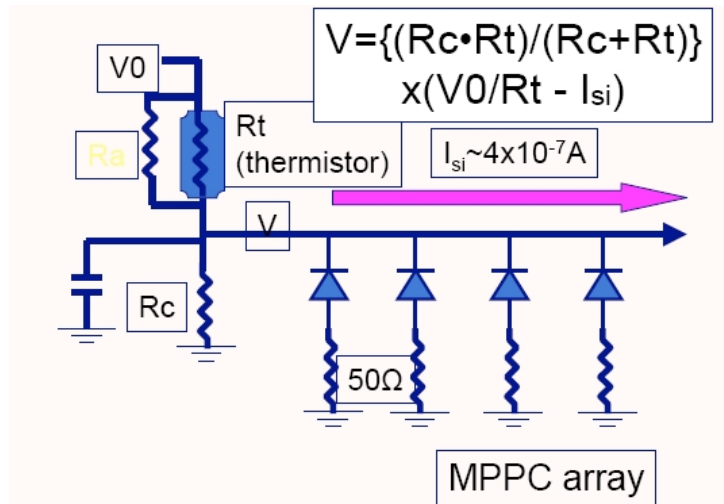 V={(Rc•Rt)/(Rc+Rt)}
x(V0/Rt - Isi)
V0
Ra
Rt
(thermistor)
Isi~4x10-7A
V
Rc
50Ω
MPPC array